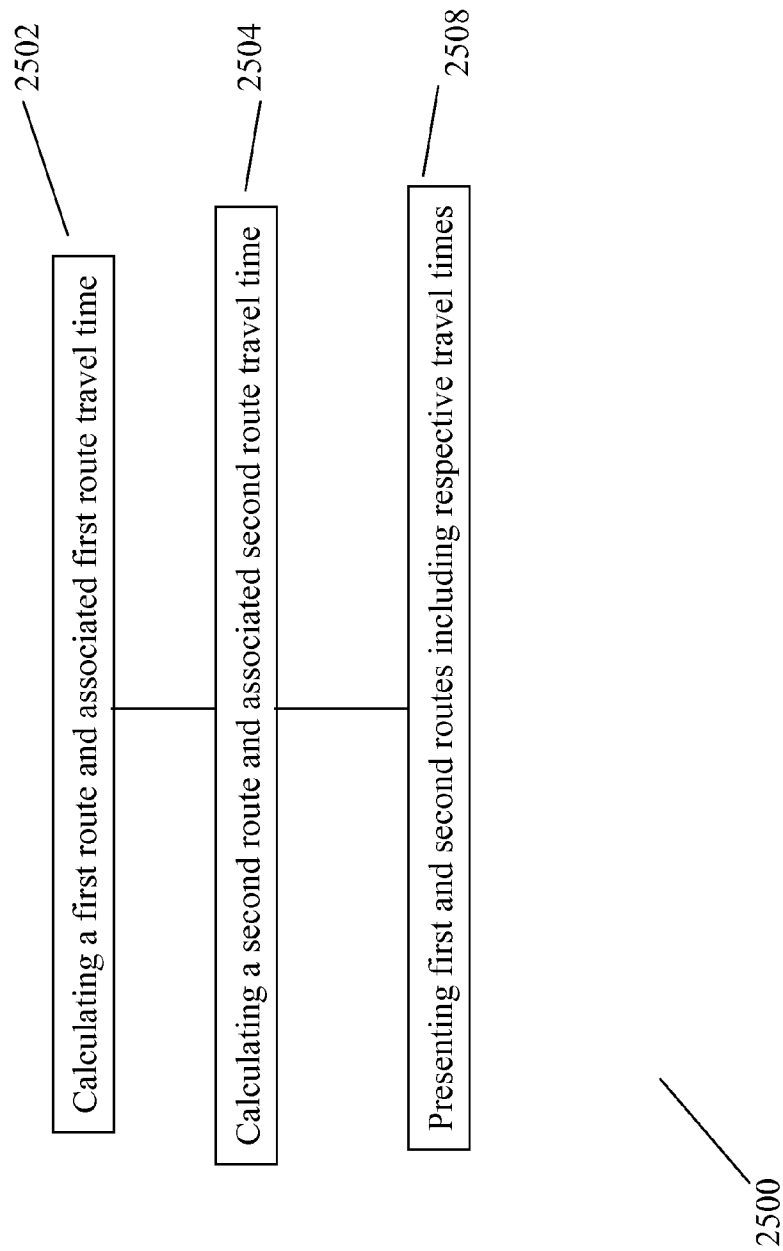 Calculating a first route and associated first route travel time
2502
Calculating a second route and associated second route travel time
2504
Presenting first and second routes including respective travel times
2508
2500